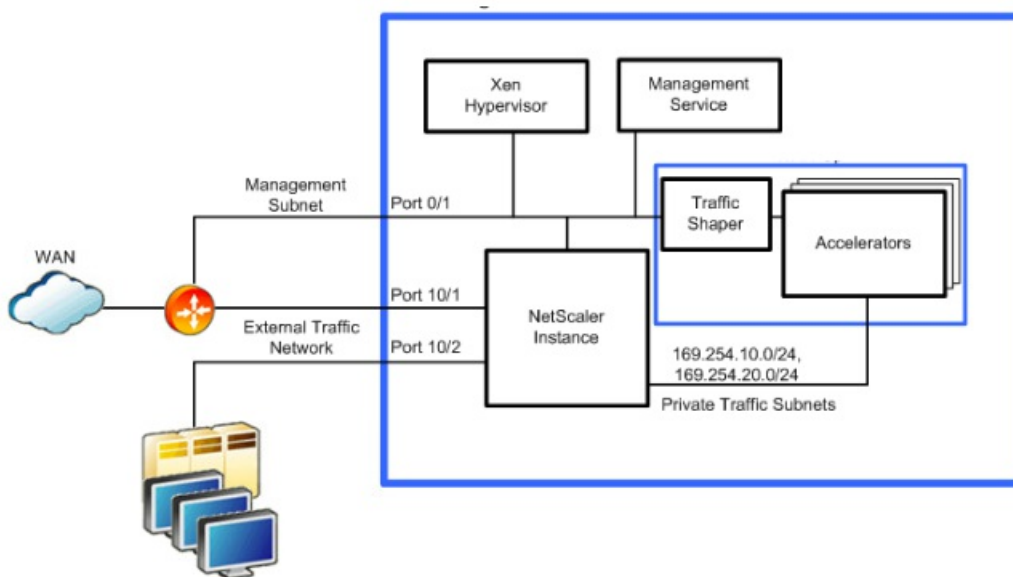 Xen
Hypervisor
Management
Service
Management
Subnet
Port 0/1
Traffic
Shaper
Accelerators
WAN
Port 10/1
NetScaler
Instance
External Traffic
Network
Port 10/2
169.254.10.0/24,
169.254.20.0/24
Private Traffic Subnets